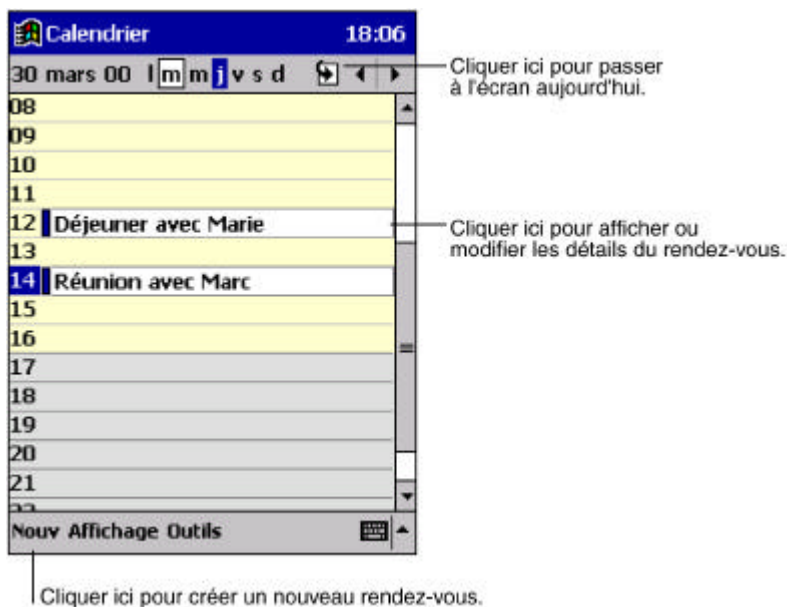 Calendrier 18:06
30 mars 00 l m m j v s d
Cliquer ici pour passer
à l'écran aujourd'hui.
08
09
10
11
12 Déjeuner avec Marie
Cliquer ici pour afficher ou
modifier les détails du rendez-vous.
13
14 Réunion avec Marc
15
16
17
18
19
20
21
Nouv Affichage Outils
Cliquer ici pour créer un nouveau rendez-vous.